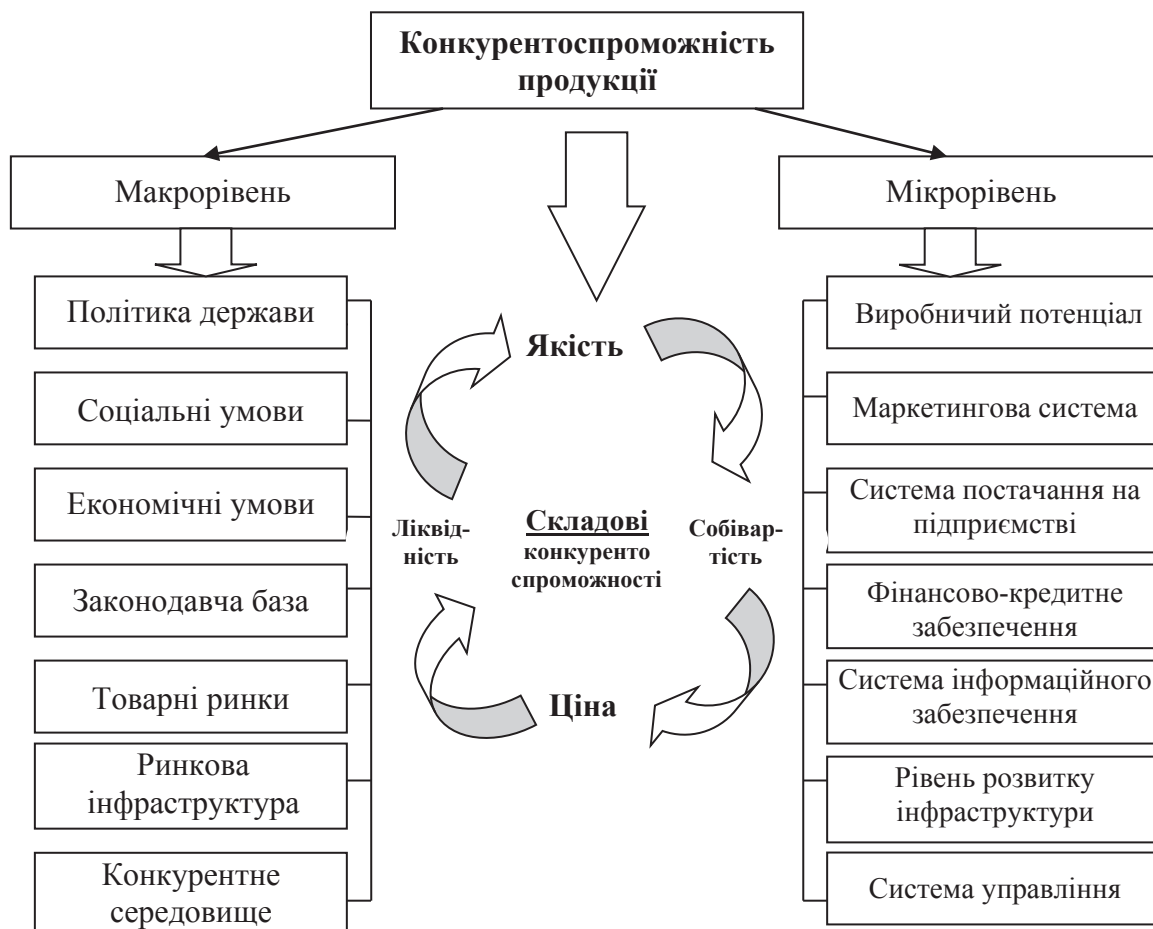 Конкурентоспроможність
продукції
Макрорівень
Мікрорівень
Політика держави
Соціальні умови
Економічні умови
Законодавча база
Товарні ринки
Ринкова
інфраструктура
Конкурентне
середовище
Якість
Ліквід-
ність
Складові
конкуренто
спроможності
Собівар-
тість
Ціна
Виробничий потенціал
Маркетингова система
Система постачання на
підприємстві
Фінансово-кредитне
забезпечення
Система інформаційного
забезпечення
Рівень розвитку
інфраструктури
Система управління